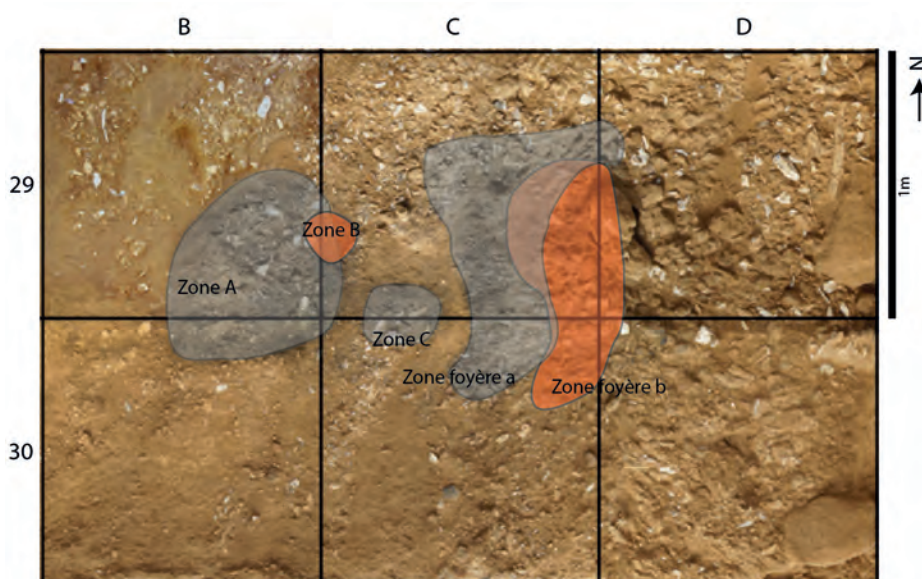 B C D
N
29
1m
Zone B
Zone A
Zone C
Zone foyère a
Zone foyère b
30